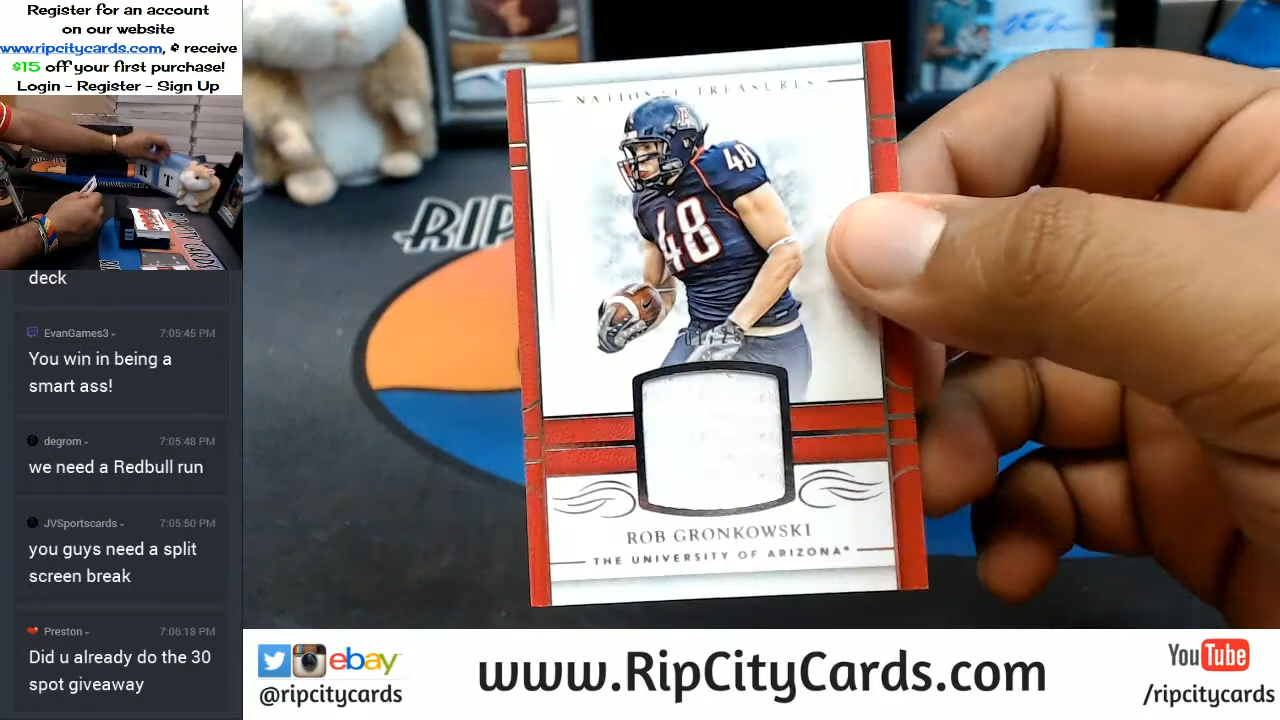 Register for an account
on our website
www.ripcitycards.com, & receive
$15 off your first purchase!
Login - Register - Sign Up
deck
EvanGames3
7:05:45 PM
You win in being a
smart ass!
degrom
7:05:48 PM
we need a Redbull run
JVSportscards
7:05:50 PM
you guys need a split
screen break
Preston
7:06:18 PM
Did u already do the 30
spot giveaway
RIP
NATIONAL TREASURES
A
48
48
ROB GRONKOWSKI
THE UNIVERSITY OF ARIZONA
ebay
@ripcitycards
www.RipCityCards.com
YouTube
/ripcitycards